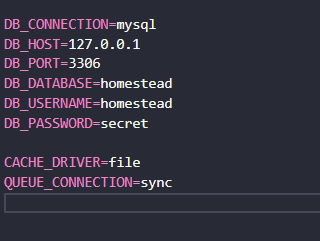 DB_CONNECTION=mysql
DB_HOST=127.0.0.1
DB_PORT=3306
DB_DATABASE=homestead
DB_USERNAME=homestead
DB_PASSWORD=secret
CACHE_DRIVER=file
QUEUE_CONNECTION=sync